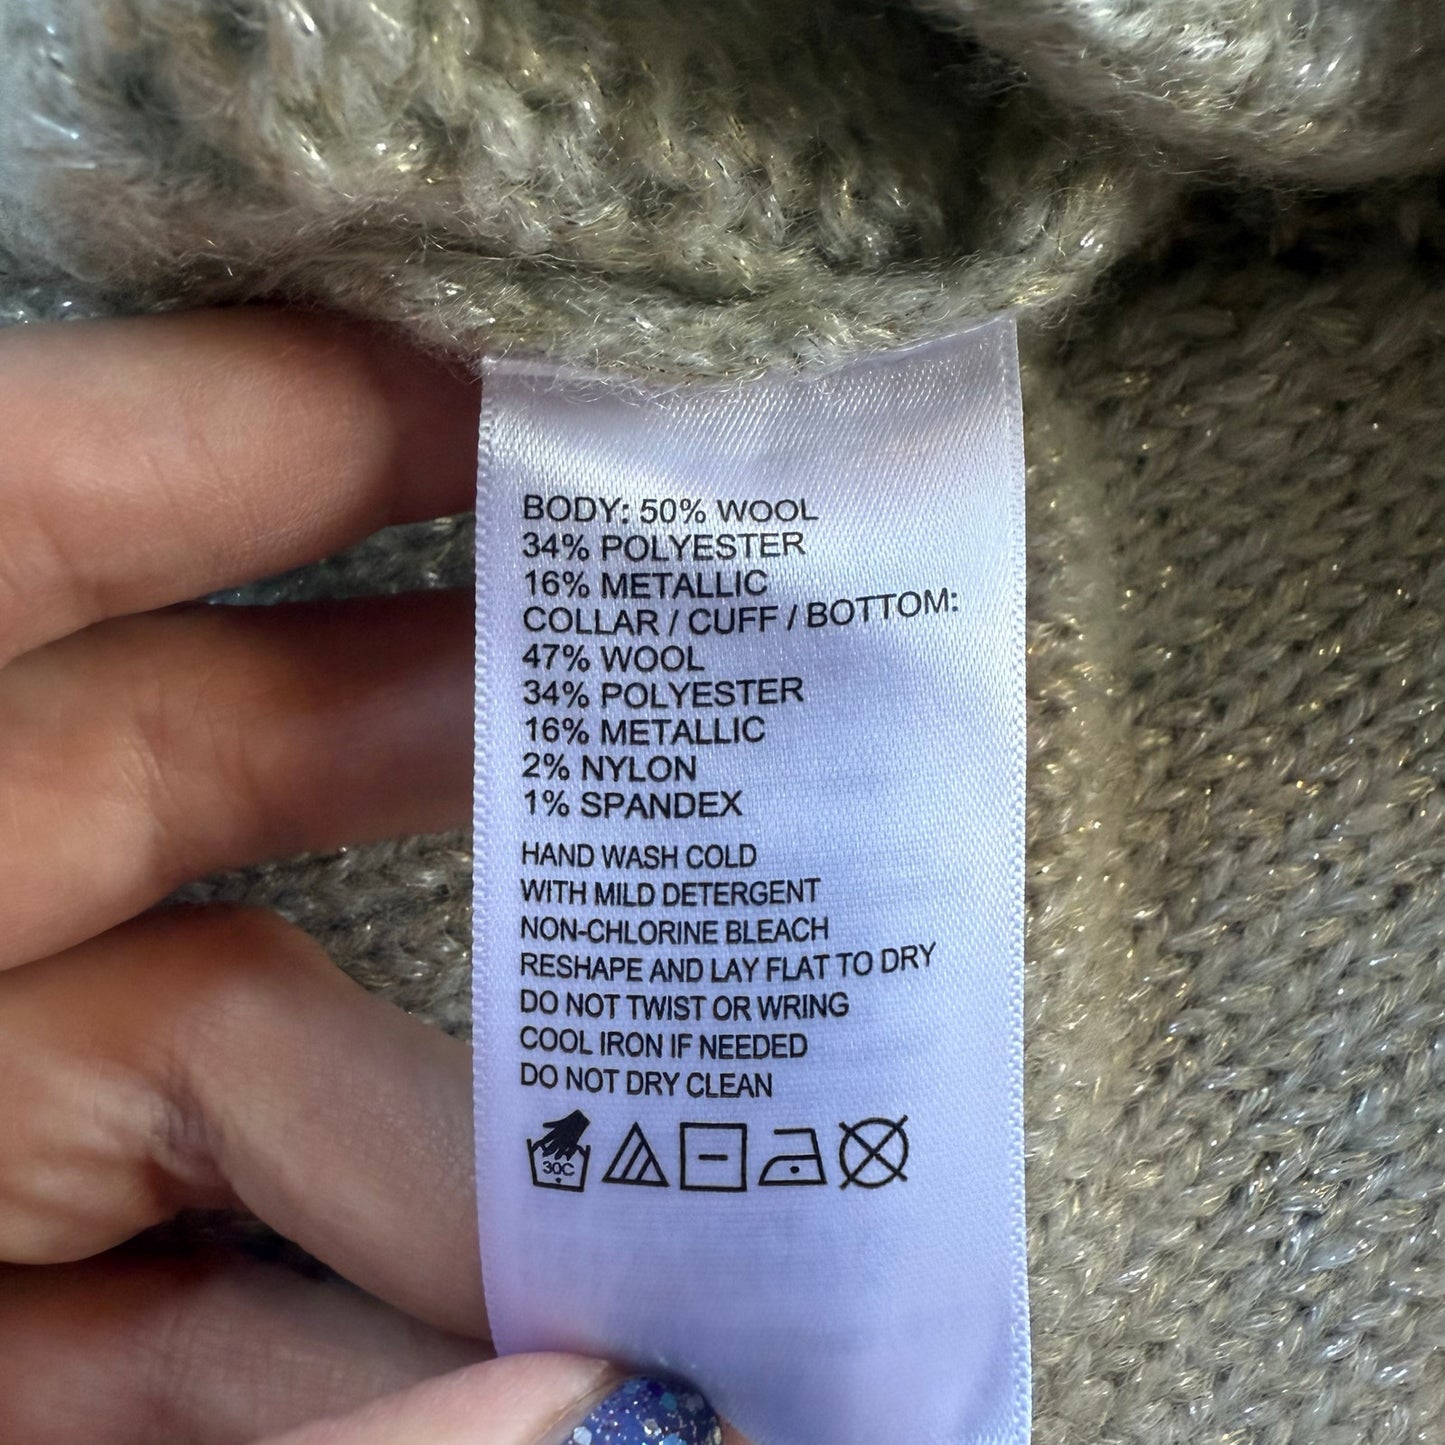 BODY: 50% WOOL
34% POLYESTER
16% METALLIC
COLLAR / CUFF / BOTTOM:
47% WOOL
34% POLYESTER
16% METALLIC
2% NYLON
1% SPANDEX
HAND WASH COLD
WITH MILD DETERGENT
NON-CHLORINE BLEACH
RESHAPE AND LAY FLAT TO DRY
DO NOT TWIST OR WRING
COOL IRON IF NEEDED
DO NOT DRY CLEAN
30C